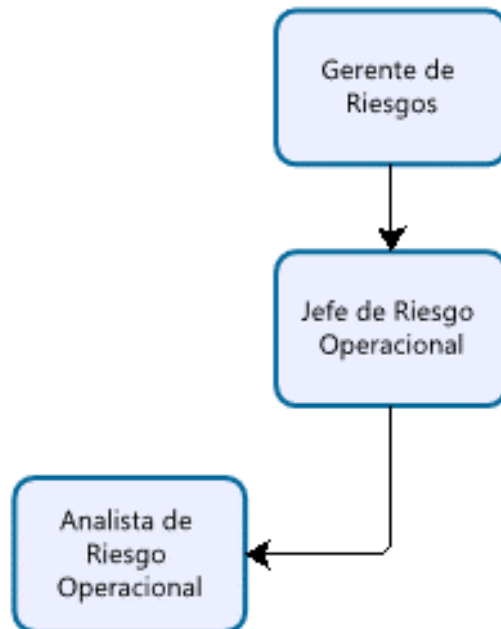 Gerente de
Riesgos
Jefe de Riesgo
Operacional
Analista de
Riesgo
Operacional